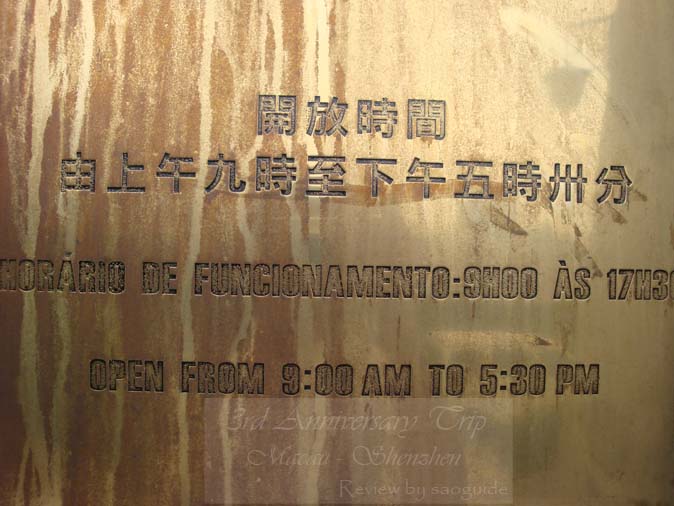 開放時間
由上午九時至下午五時卅分
HORÁRIO DE FUNCIONAMENTO:9H00 ÀS 17H30
OPEN FROM 9:00 AM TO 5:30 PM
3rd Anniversary Trip
Macau - Shenzhen
Review by saoguide